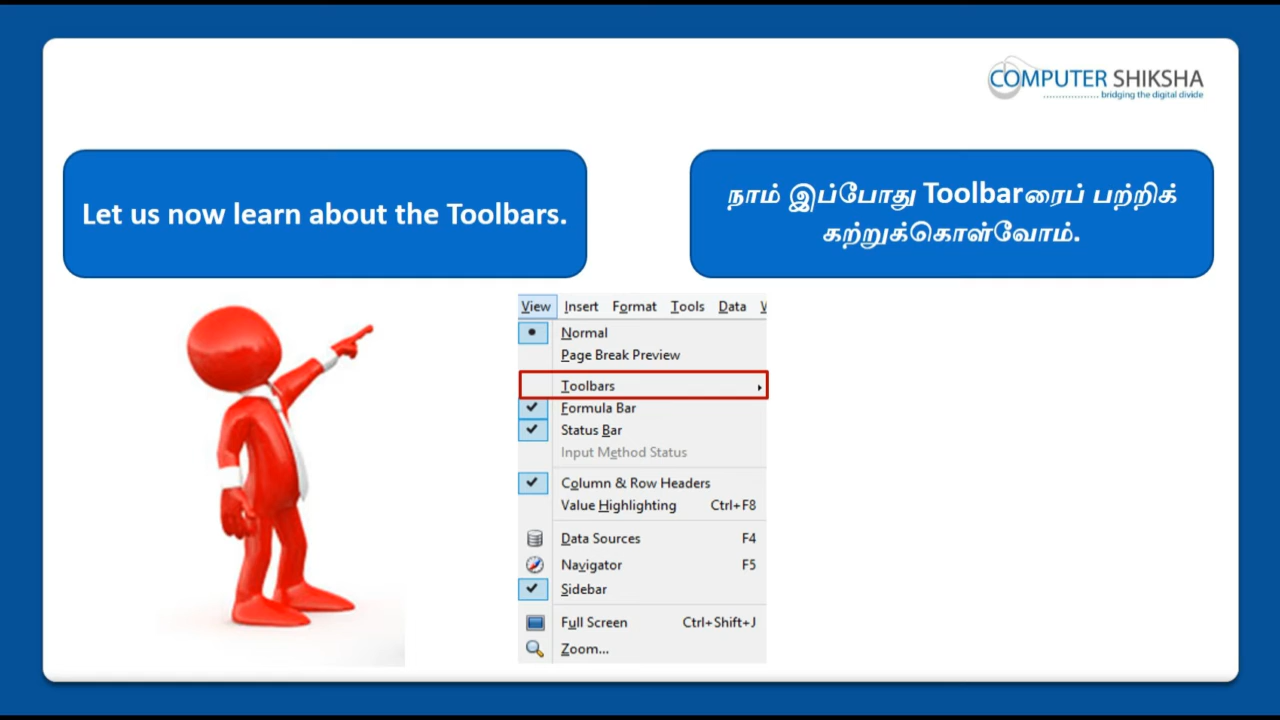 COMPUTER SHIKSHA
bridging the digital divide
Let us now learn about the Toolbars.
நாம் இப்போது Toolbarரைப் பற்றிக்
கற்றுக்கொள்வோம்.
View Insert Format Tools Data
Normal
Page Break Preview
Toolbars
Formula Bar
Status Bar
Input Method Status
Column & Row Headers
Value Highlighting Ctrl+F8
Data Sources F4
Navigator F5
Sidebar
Full Screen Ctrl+Shift+J
Zoom...